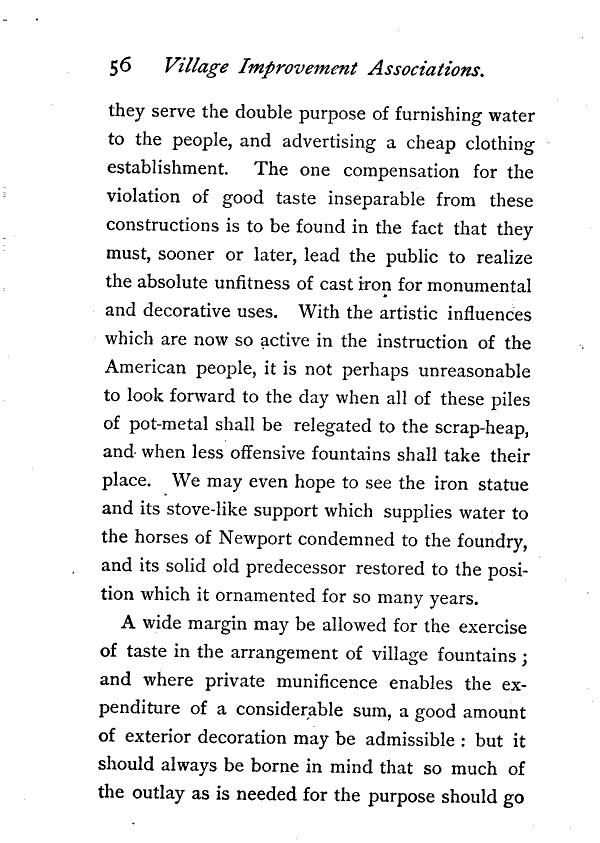 56 Village Improvement Associations.
they serve the double purpose of furnishing water
to the people, and advertising a cheap clothing
establishment. The one compensation for the
violation of good taste inseparable from these
constructions is to be found in the fact that they
must, sooner or later, lead the public to realize
the absolute unfitness of cast iron for monumental
and decorative uses. With the artistic influences
which are now so active in the instruction of the
American people, it is not perhaps unreasonable
to look forward to the day when all of these piles
of pot-metal shall be relegated to the scrap-heap,
and when less offensive fountains shall take their
place. We may even hope to see the iron statue
and its stove-like support which supplies water to
the horses of Newport condemned to the foundry,
and its solid old predecessor restored to the posi-
tion which it ornamented for so many years.
A wide margin may be allowed for the exercise
of taste in the arrangement of village fountains ;
and where private munificence enables the ex-
penditure of a considerable sum, a good amount
of exterior decoration may be admissible : but it
should always be borne in mind that so much of
the outlay as is needed for the purpose should go